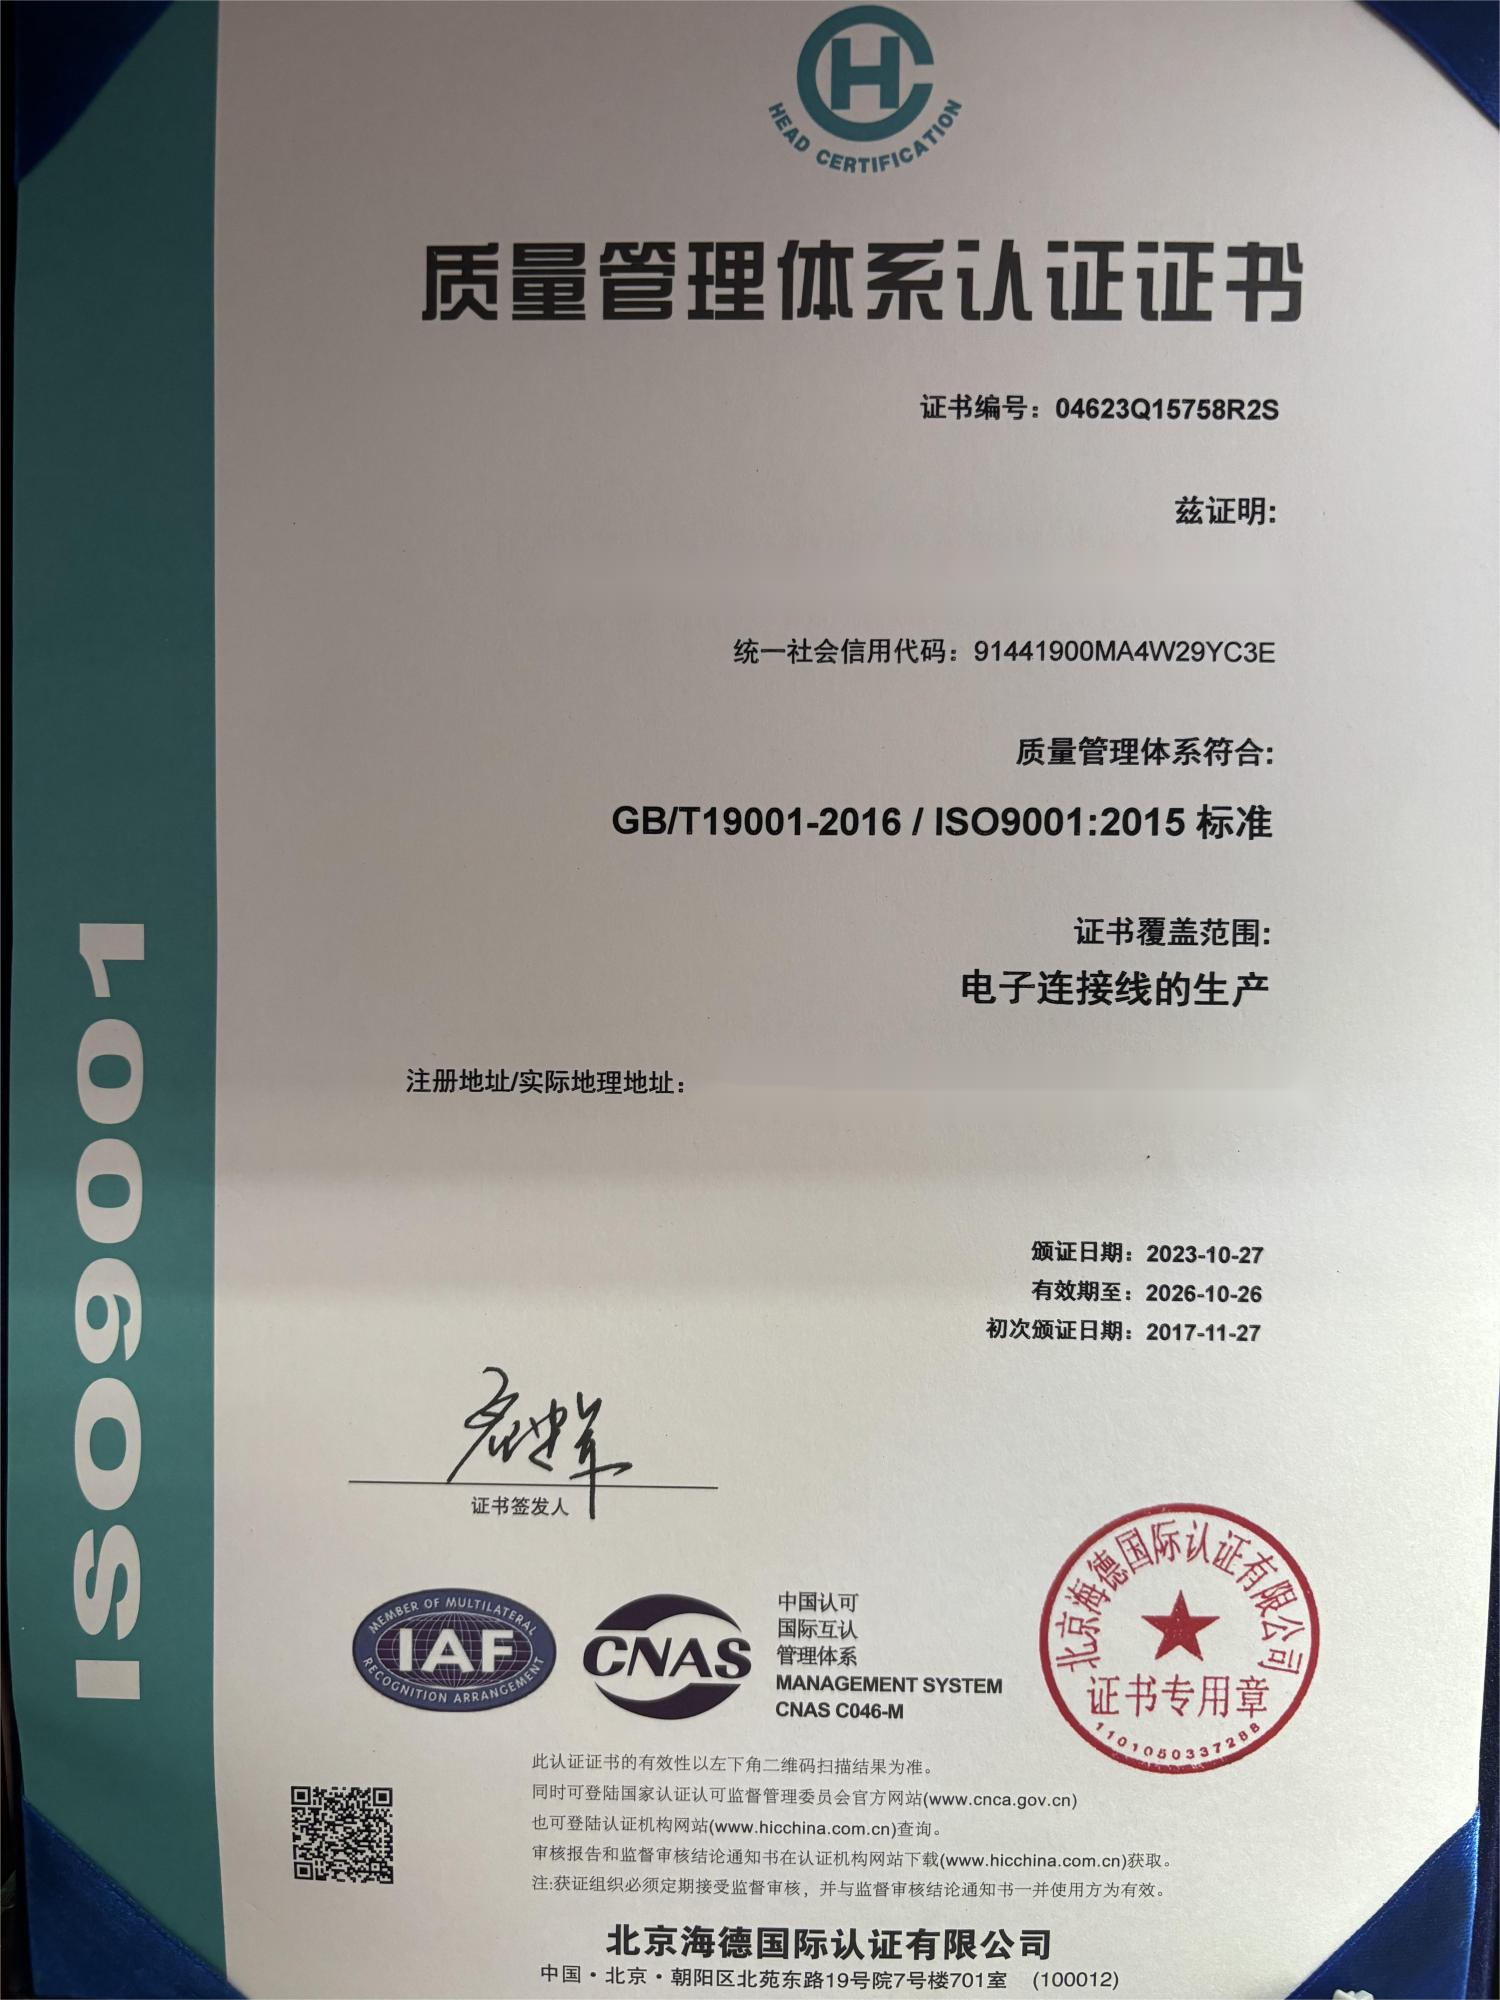 HC
HEAD CERTIFICATION
质量管理体系认证证书
证书编号：04623Q15758R2S
兹证明:
统一社会信用代码：91441900MA4W29YC3E
质量管理体系符合:
GB/T19001-2016 / ISO9001:2015 标准
证书覆盖范围:
电子连接线的生产
注册地址/实际地理地址：
颁证日期：2023-10-27
有效期至：2026-10-26
初次颁证日期：2017-11-27
证书签发人
MEMBER OF MULTILATERAL
IAF
RECOGNITION ARRANGEMENT
CNAS
中国认可
国际互认
管理体系
MANAGEMENT SYSTEM
CNAS C046-M
北京海德国际认证有限公司
证书专用章
1101050337288
此认证证书的有效性以左下角二维码扫描结果为准。
同时可登陆国家认证认可监督管理委员会官方网站(www.cnca.gov.cn)
也可登陆认证机构网站(www.hicchina.com.cn)查询。
审核报告和监督审核结论通知书在认证机构网站下载(www.hicchina.com.cn)获取。
注:获证组织必须定期接受监督审核，并与监督审核结论通知书一并使用方为有效。
北京海德国际认证有限公司
中国·北京·朝阳区北苑东路19号院7号楼701室 (100012)
ISO9001